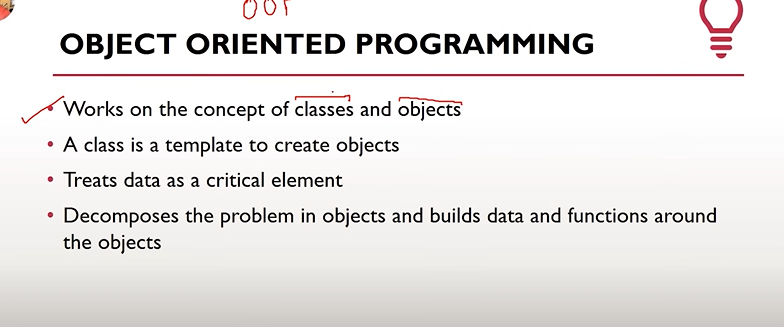 OOP
OBJECT ORIENTED PROGRAMMING
• Works on the concept of classes and objects
• A class is a template to create objects
• Treats data as a critical element
• Decomposes the problem in objects and builds data and functions around
the objects